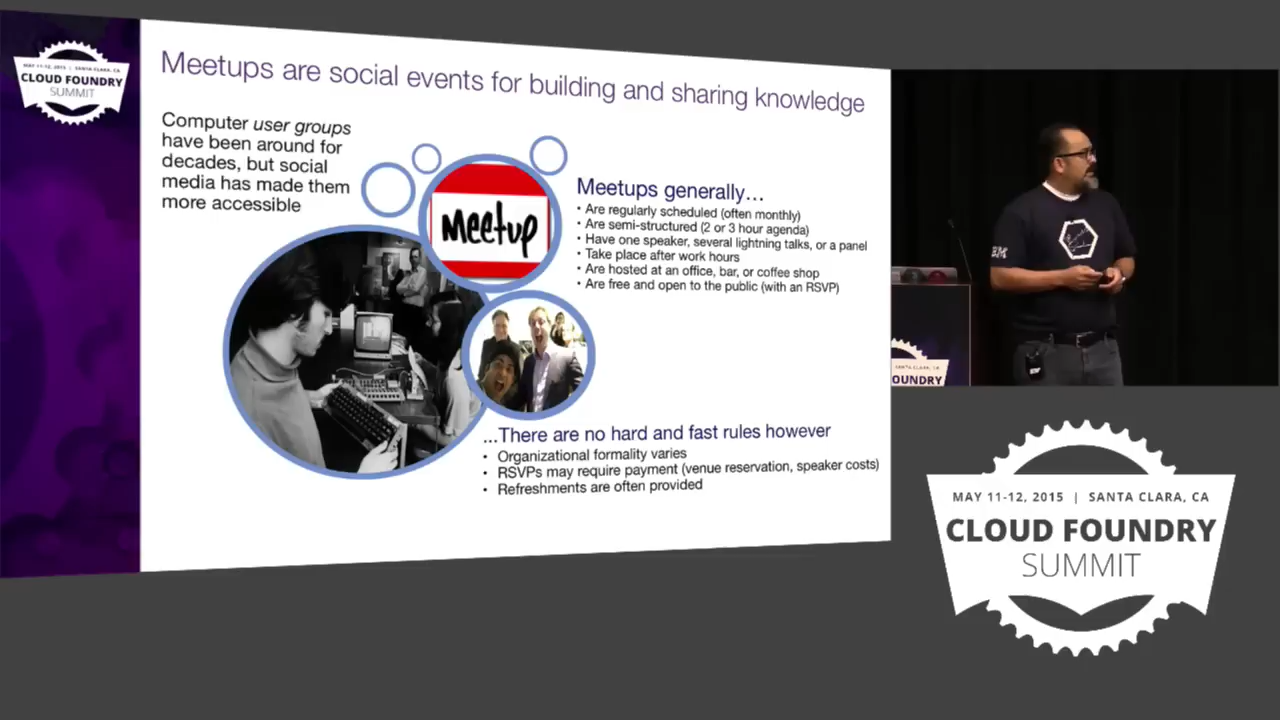 MAY 11-12, 2015 | SANTA CLARA, CA
CLOUD FOUNDRY
SUMMIT
Meetups are social events for building and sharing knowledge
Computer user groups
have been around for
decades, but social
media has made them
more accessible
Meetup
Meetups generally...
• Are regularly scheduled (often monthly)
• Are semi-structured (2 or 3 hour agenda)
• Have one speaker, several lightning talks, or a panel
• Take place after work hours
• Are hosted at an office, bar, or coffee shop
• Are free and open to the public (with an RSVP)
...There are no hard and fast rules however
• Organizational formality varies
• RSVPs may require payment (venue reservation, speaker costs)
• Refreshments are often provided
SANTA CLARA, CA
OUNDRY
MAY 11-12, 2015 | SANTA CLARA, CA
CLOUD FOUNDRY
SUMMIT